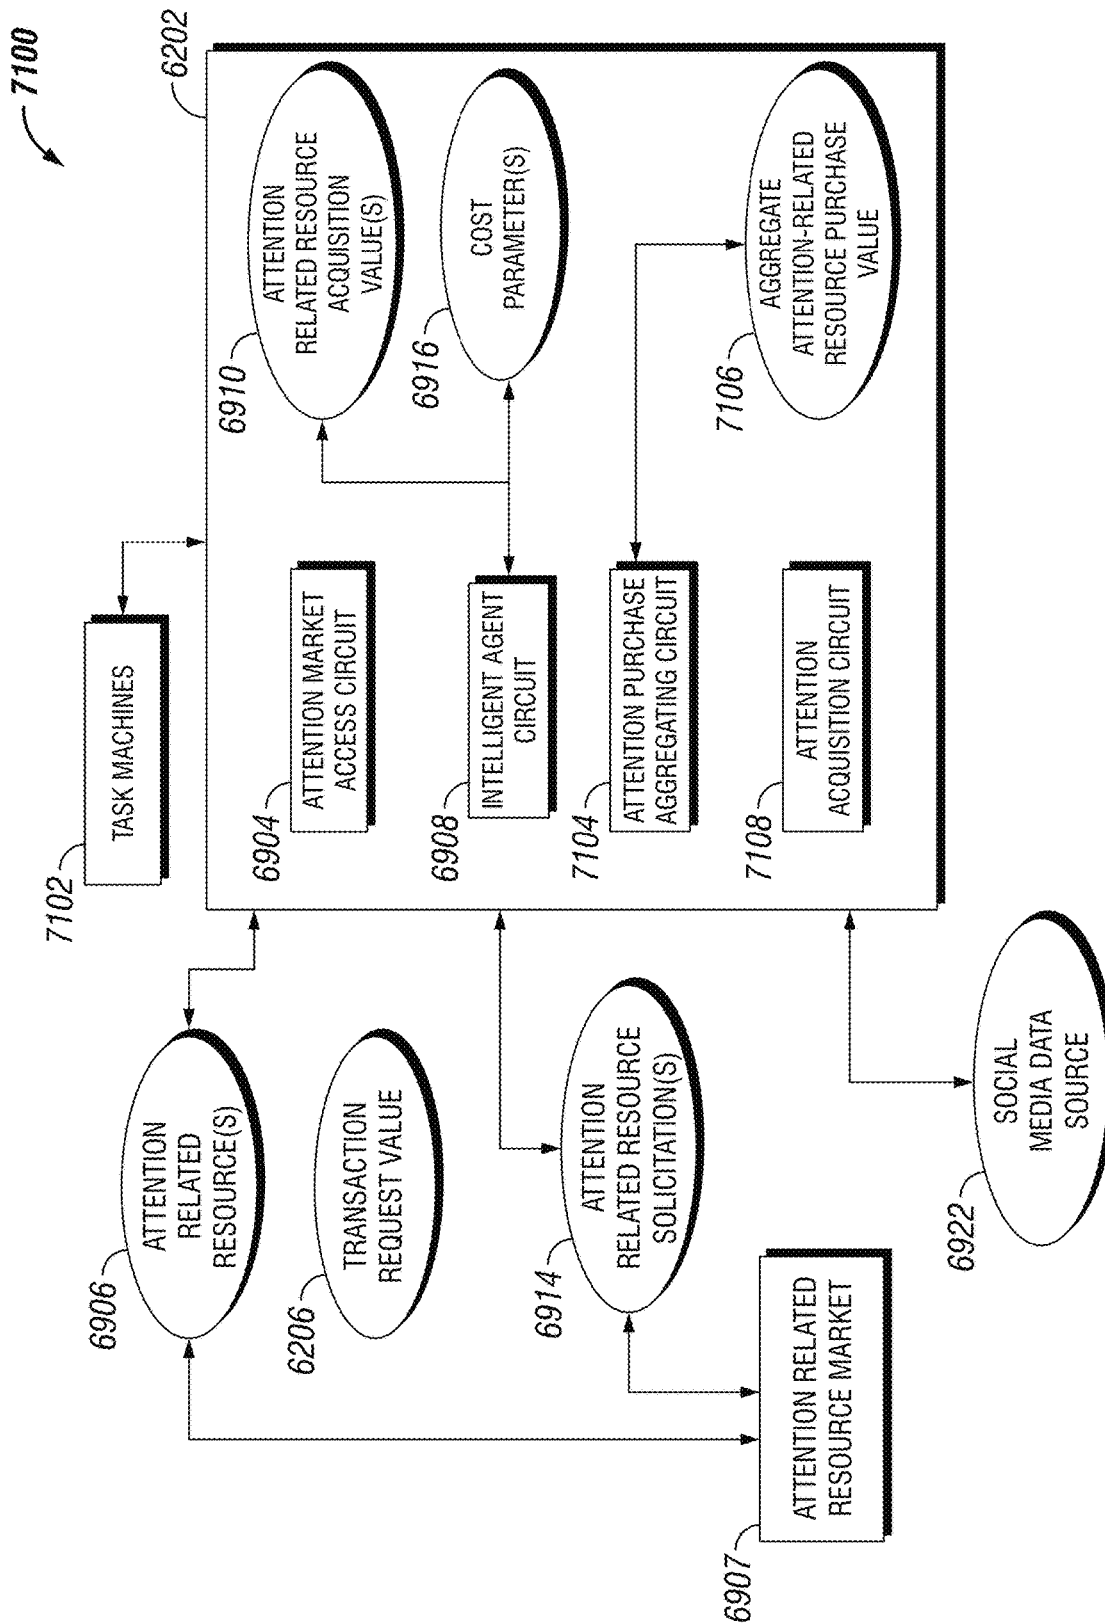 7100
7102
TASK MACHINES
6202
6906
ATTENTION
RELATED
RESOURCE(S)
6904
ATTENTION MARKET
ACCESS CIRCUIT
6910
ATTENTION
RELATED RESOURCE
ACQUISITION
VALUE(S)
6206
TRANSACTION
REQUEST VALUE
6908
INTELLIGENT AGENT
CIRCUIT
6916
COST
PARAMETER(S)
6914
ATTENTION
RELATED RESOURCE
SOLICITATION(S)
7104
ATTENTION PURCHASE
AGGREGATING CIRCUIT
7106
AGGREGATE
ATTENTION-RELATED
RESOURCE PURCHASE
VALUE
6907
ATTENTION RELATED
RESOURCE MARKET
7108
ATTENTION
ACQUISITION CIRCUIT
6922
SOCIAL
MEDIA DATA
SOURCE